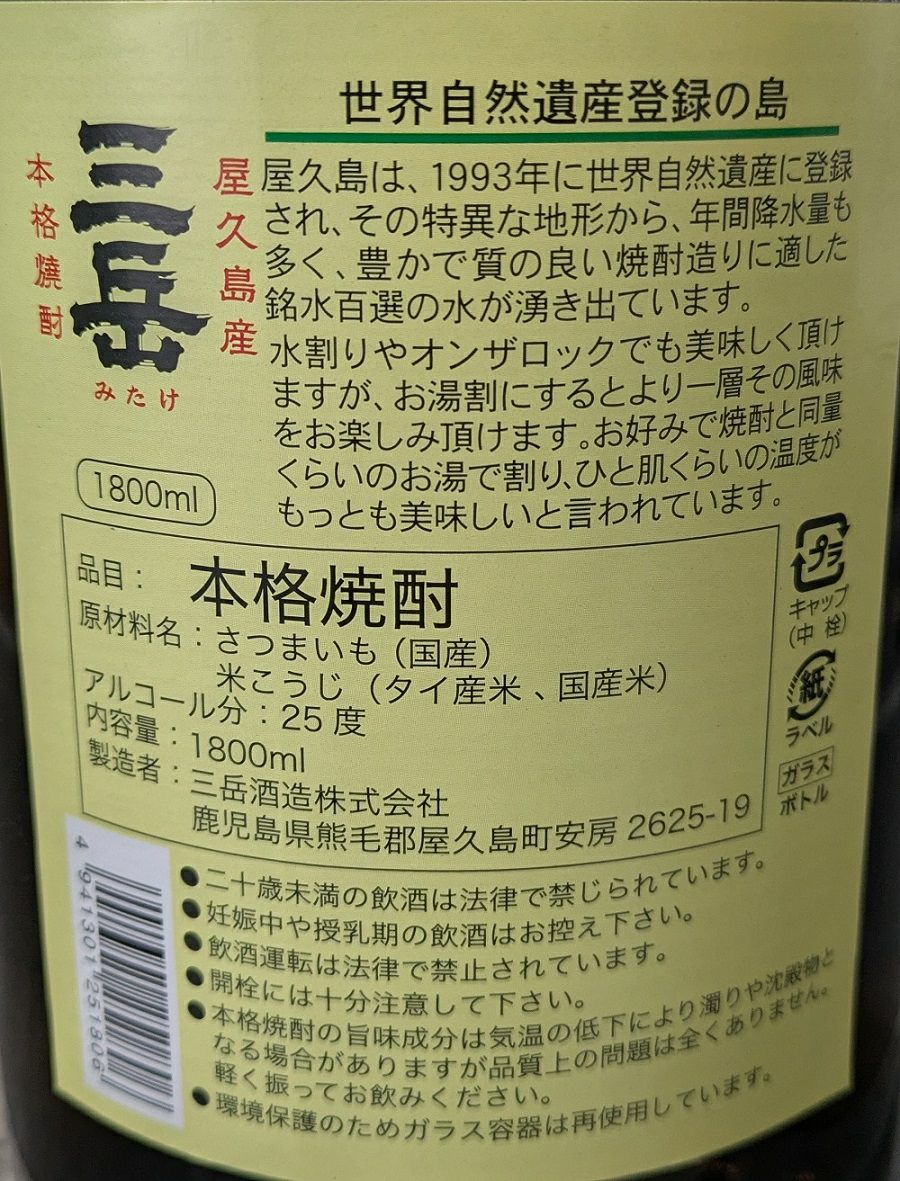 世界自然遺産登録の島
本格焼酎
三岳
みたけ
屋久島産
屋久島は、1993年に世界自然遺産に登録
され、その特異な地形から、年間降水量も
多く、豊かで質の良い焼酎造りに適した
銘水百選の水が湧き出ています。
水割りやオンザロックでも美味しく頂け
ますが、お湯割にするとより一層その風味
をお楽しみ頂けます。お好みで焼酎と同量
くらいのお湯で割り、ひと肌くらいの温度が
もっとも美味しいと言われています。
1800ml
品目：本格焼酎
原材料名：さつまいも（国産）
米こうじ（タイ産米、国産米）
アルコール分：25度
内容量：1800ml
製造者：三岳酒造株式会社
鹿児島県熊毛郡屋久島町安房2625-19
プラ
キャップ
（中栓）
紙
ラベル
ガラス
ボトル
●二十歳未満の飲酒は法律で禁じられています。
●妊娠中や授乳期の飲酒はお控え下さい。
●飲酒運転は法律で禁止されています。
●開栓には十分注意して下さい。
●本格焼酎の旨味成分は気温の低下により濁りや沈殿物と
なる場合がありますが品質上の問題は全くありません。
軽く振ってお飲みください。
●環境保護のためガラス容器は再使用しています。
4 941301 251806